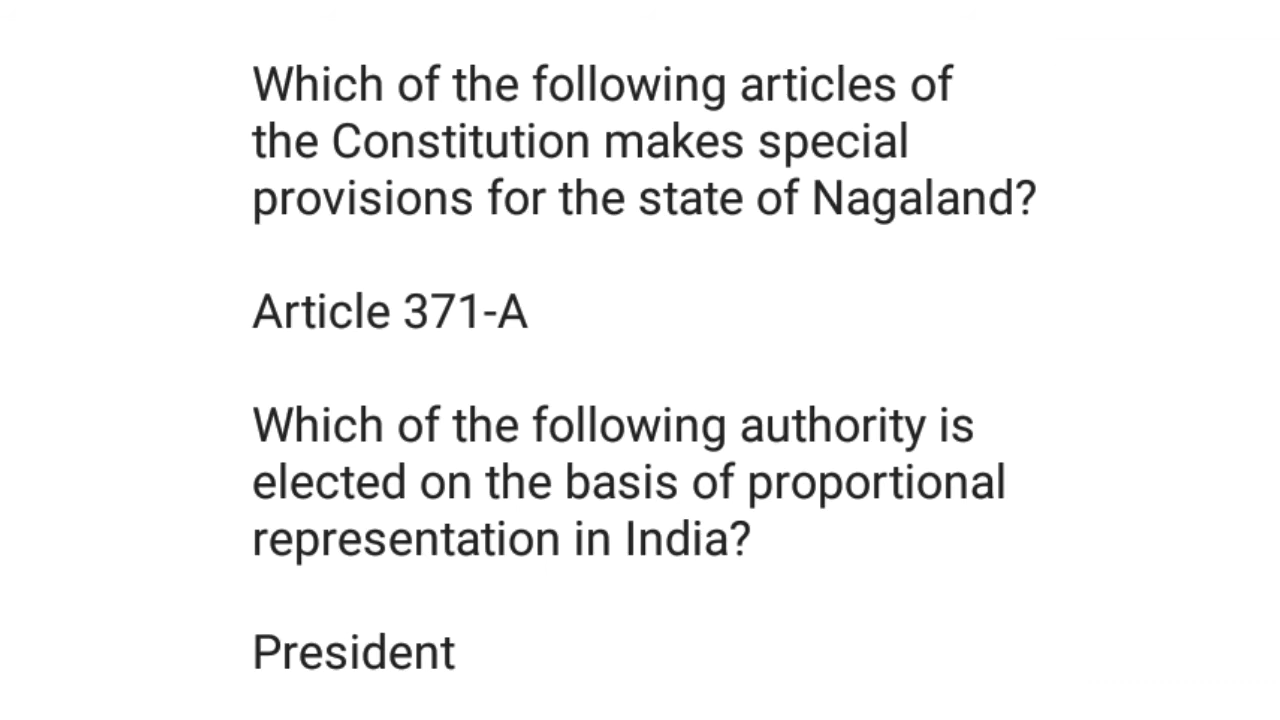 Which of the following articles of
the Constitution makes special
provisions for the state of Nagaland?
Article 371-A
Which of the following authority is
elected on the basis of proportional
representation in India?
President